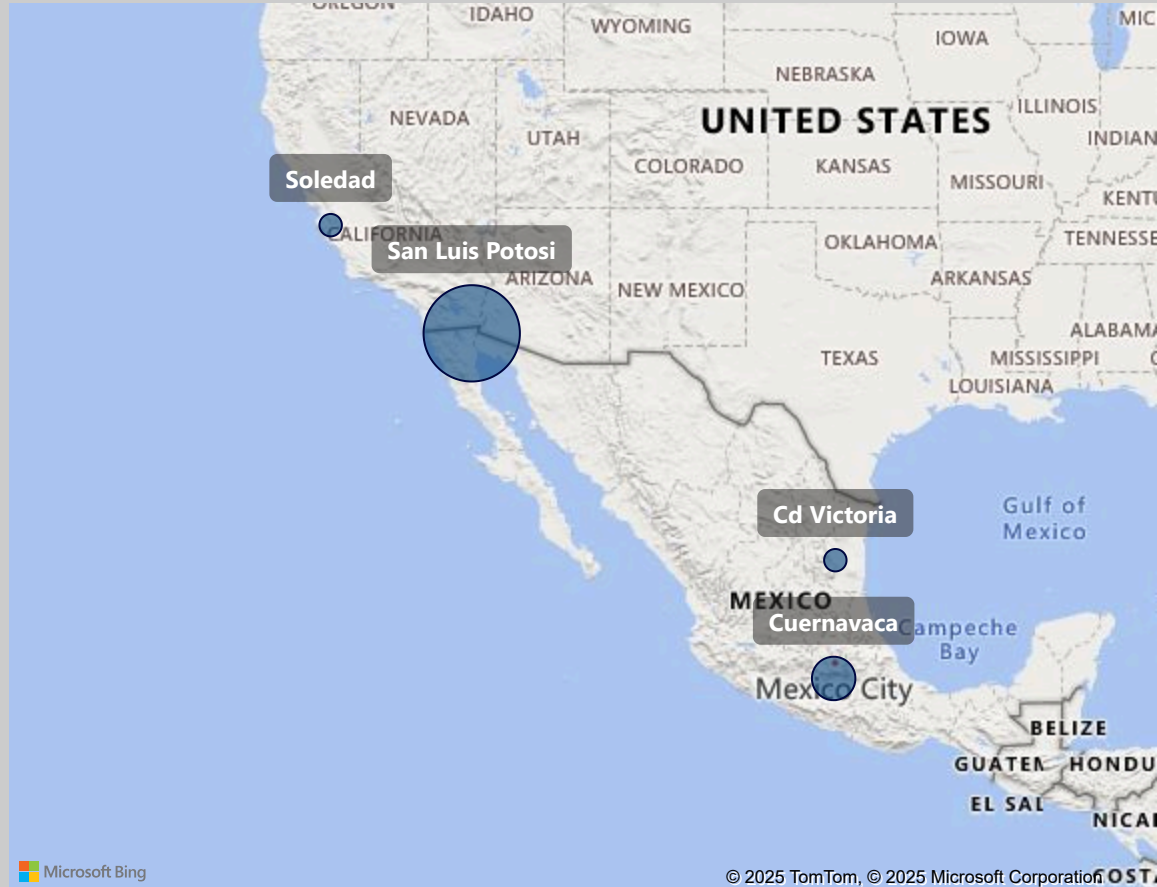 OREGON
IDAHO
WYOMING
MIC
IOWA
NEBRASKA
NEVADA
UTAH
UNITED STATES
ILLINOIS
INDIAN
COLORADO
KANSAS
MISSOURI
KENTU
Soledad
CALIFORNIA
San Luis Potosi
OKLAHOMA
TENNESSE
ARIZONA
NEW MEXICO
ARKANSAS
ALABAMA
TEXAS
MISSISSIPPI
LOUISIANA
Cd Victoria
Gulf of
Mexico
MEXICO
Cuernavaca
Campeche
Bay
Mexico City
BELIZE
GUATEM
HONDU
EL SAL
NICAR
Microsoft Bing
© 2025 TomTom, © 2025 Microsoft Corporation
COSTA